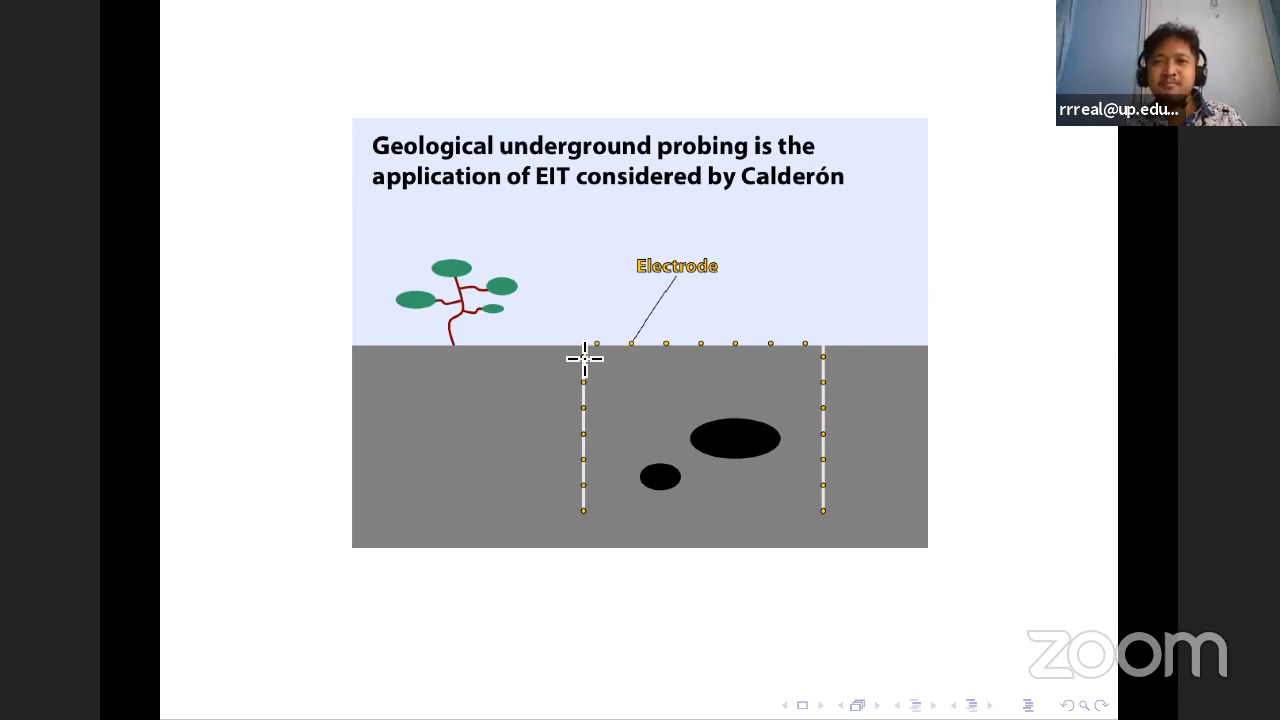 Geological underground probing is the
application of EIT considered by Calderón
Electrode
rrreal@up.edu...
zoom